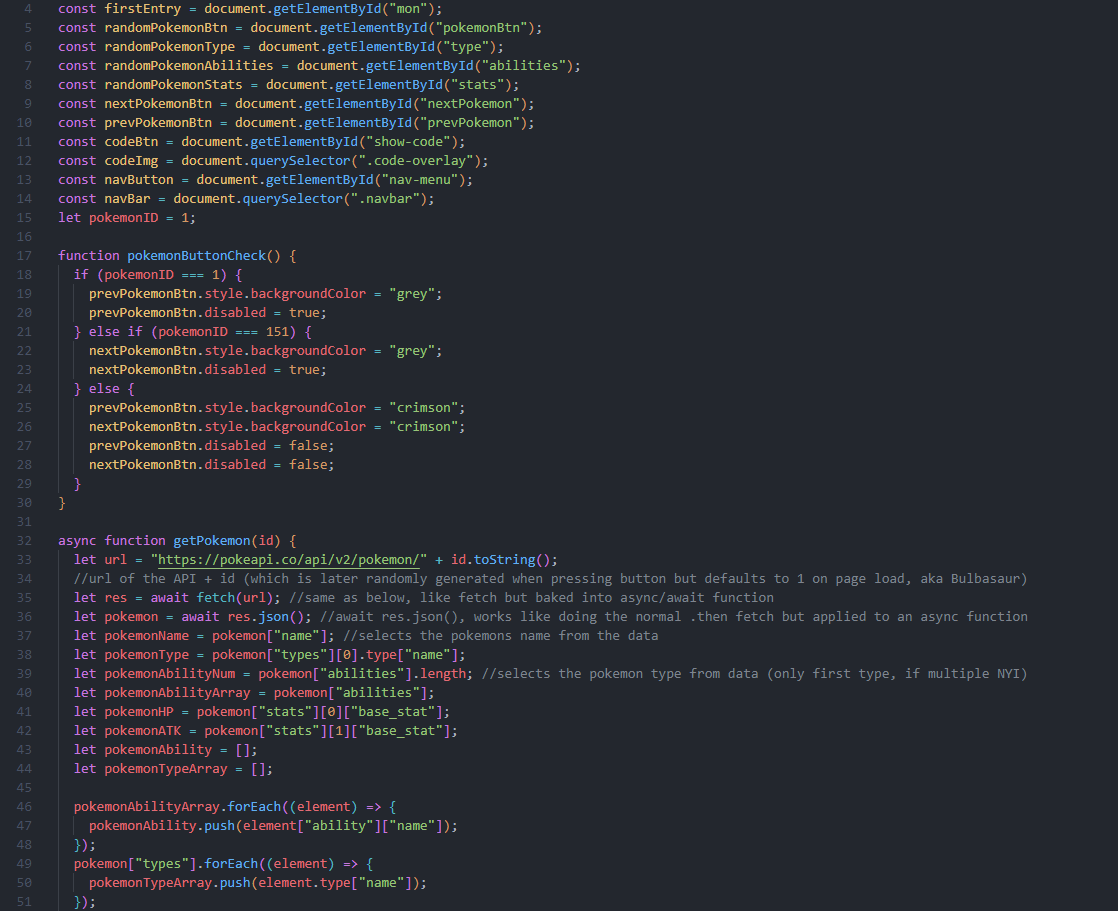 4 const firstEntry = document.getElementById("mon");
5 const randomPokemonBtn = document.getElementById("pokemonBtn");
6 const randomPokemonType = document.getElementById("type");
7 const randomPokemonAbilities = document.getElementById("abilities");
8 const randomPokemonStats = document.getElementById("stats");
9 const nextPokemonBtn = document.getElementById("nextPokemon");
10 const prevPokemonBtn = document.getElementById("prevPokemon");
11 const codeBtn = document.getElementById("show-code");
12 const codeImg = document.querySelector(".code-overlay");
13 const navButton = document.getElementById("nav-menu");
14 const navBar = document.querySelector(".navbar");
15 let pokemonID = 1;
16
17 function pokemonButtonCheck() {
18   if (pokemonID === 1) {
19     prevPokemonBtn.style.backgroundColor = "grey";
20     prevPokemonBtn.disabled = true;
21   } else if (pokemonID === 151) {
22     nextPokemonBtn.style.backgroundColor = "grey";
23     nextPokemonBtn.disabled = true;
24   } else {
25     prevPokemonBtn.style.backgroundColor = "crimson";
26     nextPokemonBtn.style.backgroundColor = "crimson";
27     prevPokemonBtn.disabled = false;
28     nextPokemonBtn.disabled = false;
29   }
30 }
31
32 async function getPokemon(id) {
33   let url = "https://pokeapi.co/api/v2/pokemon/" + id.toString();
34   //url of the API + id (which is later randomly generated when pressing button but defaults to 1 on page load, aka Bulbasaur)
35   let res = await fetch(url); //same as below, like fetch but baked into async/await function
36   let pokemon = await res.json(); //await res.json(), works like doing the normal .then fetch but applied to an async function
37   let pokemonName = pokemon["name"]; //selects the pokemons name from the data
38   let pokemonType = pokemon["types"][0].type["name"];
39   let pokemonAbilityNum = pokemon["abilities"].length; //selects the pokemon type from data (only first type, if multiple NYI)
40   let pokemonAbilityArray = pokemon["abilities"];
41   let pokemonHP = pokemon["stats"][0]["base_stat"];
42   let pokemonATK = pokemon["stats"][1]["base_stat"];
43   let pokemonAbility = [];
44   let pokemonTypeArray = [];
45
46   pokemonAbilityArray.forEach((element) => {
47     pokemonAbility.push(element["ability"]["name"]);
48   });
49   pokemon["types"].forEach((element) => {
50     pokemonTypeArray.push(element.type["name"]);
51   });